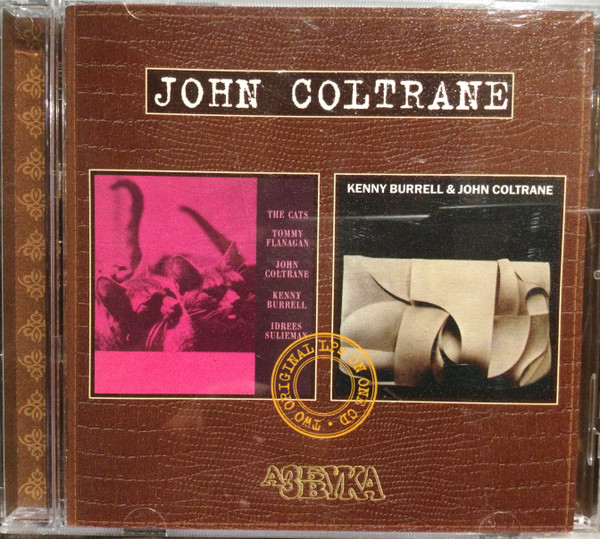 JOHN COLTRANE
THE CATS
TOMMY
FLANAGAN
JOHN
COLTRANE
KENNY
BURRELL
IDREES
SULIEMAN
KENNY BURRELL & JOHN COLTRANE
TWO ORIGINAL LPs ON ONE CD •
АЗБУКА